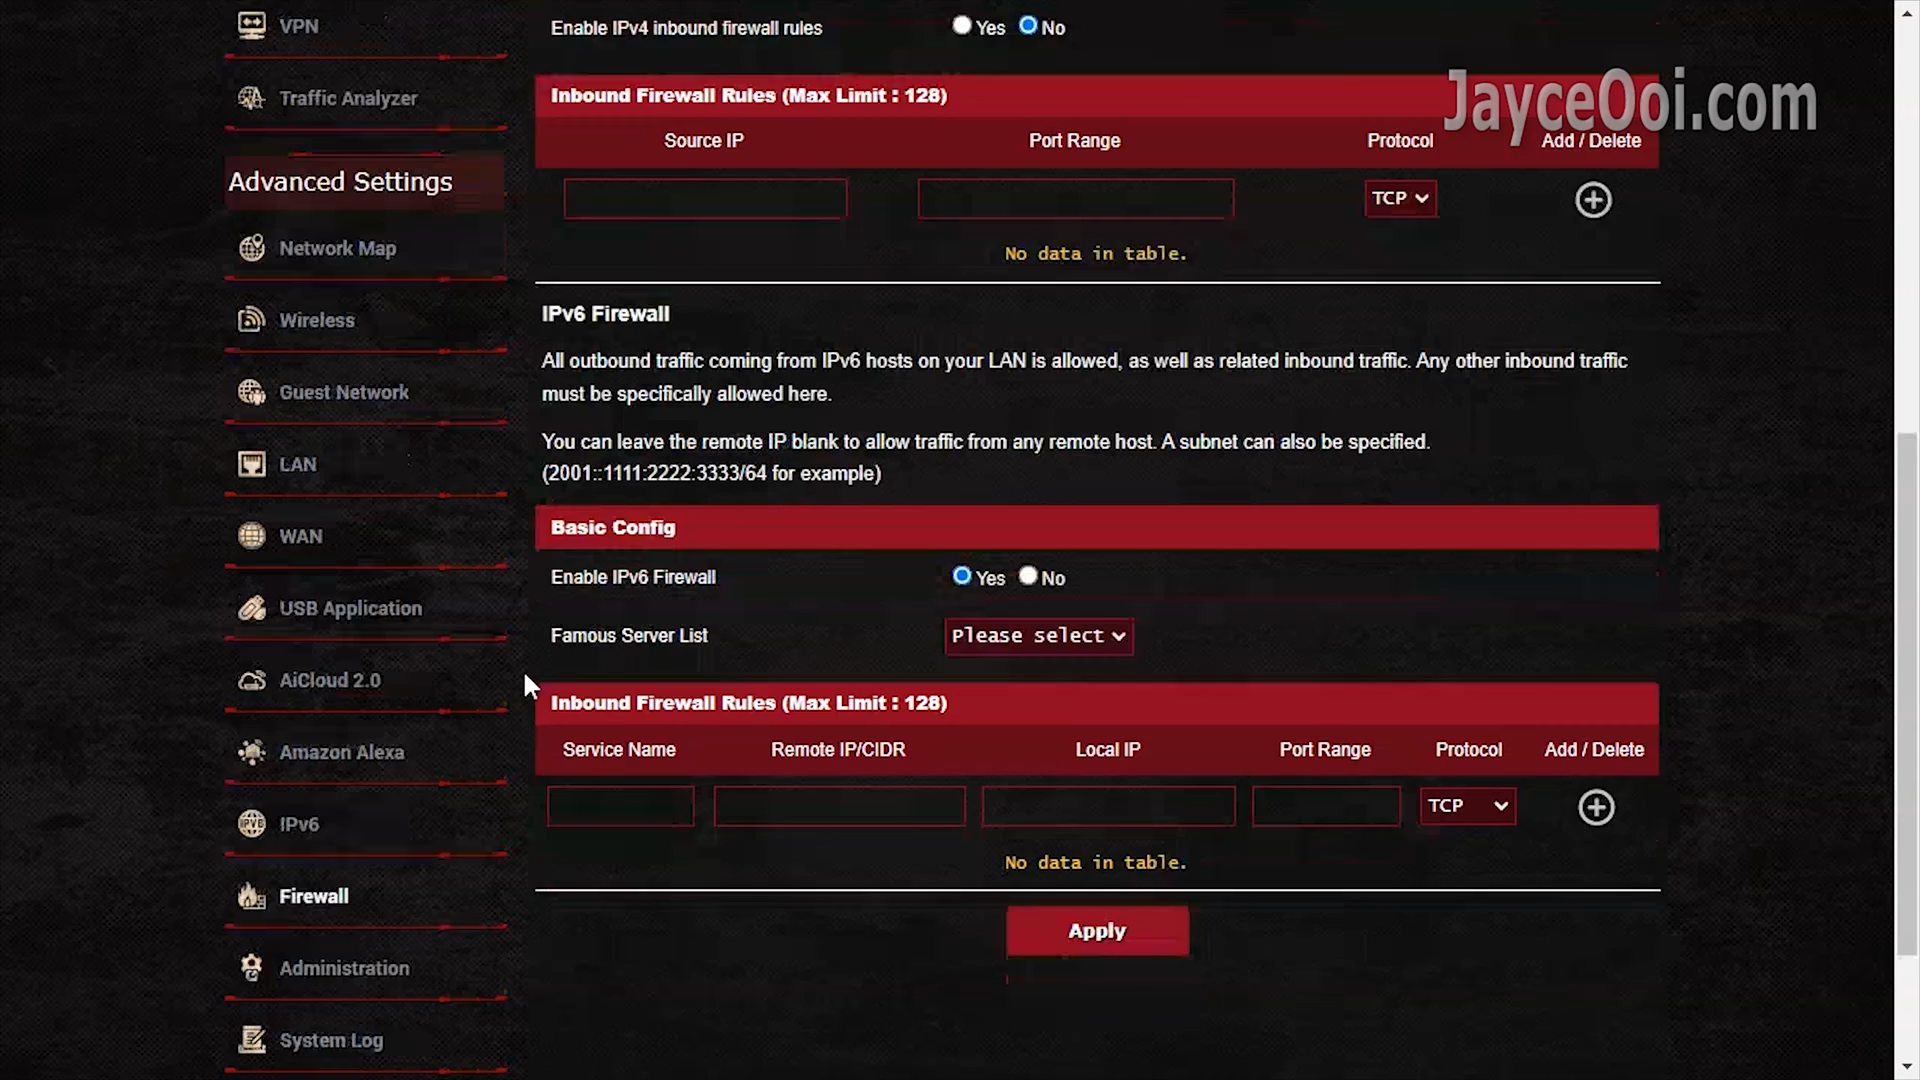 VPN
Traffic Analyzer
Advanced Settings
Network Map
Wireless
Guest Network
LAN
WAN
USB Application
AiCloud 2.0
Amazon Alexa
IPv6
Firewall
Administration
System Log
Enable IPv4 inbound firewall rules Yes No
Inbound Firewall Rules (Max Limit : 128)
JayceOoi.com
Source IP Port Range Protocol Add / Delete
TCP
No data in table.
IPv6 Firewall
All outbound traffic coming from IPv6 hosts on your LAN is allowed, as well as related inbound traffic. Any other inbound traffic
must be specifically allowed here.
You can leave the remote IP blank to allow traffic from any remote host. A subnet can also be specified.
(2001::1111:2222:3333/64 for example)
Basic Config
Enable IPv6 Firewall Yes No
Famous Server List Please select
Inbound Firewall Rules (Max Limit : 128)
Service Name Remote IP/CIDR Local IP Port Range Protocol Add / Delete
TCP
No data in table.
Apply